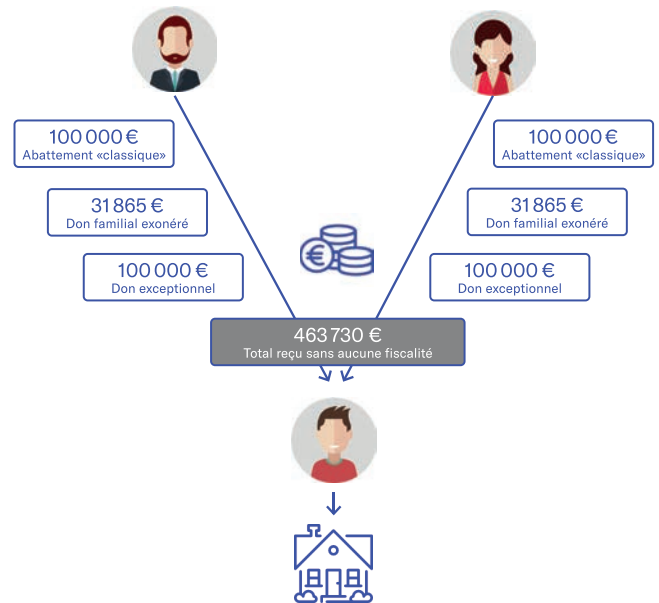 100 000 €
Abattement «classique»
100 000 €
Abattement «classique»
31 865 €
Don familial exonéré
31 865 €
Don familial exonéré
100 000 €
Don exceptionnel
100 000 €
Don exceptionnel
463 730 €
Total reçu sans aucune fiscalité